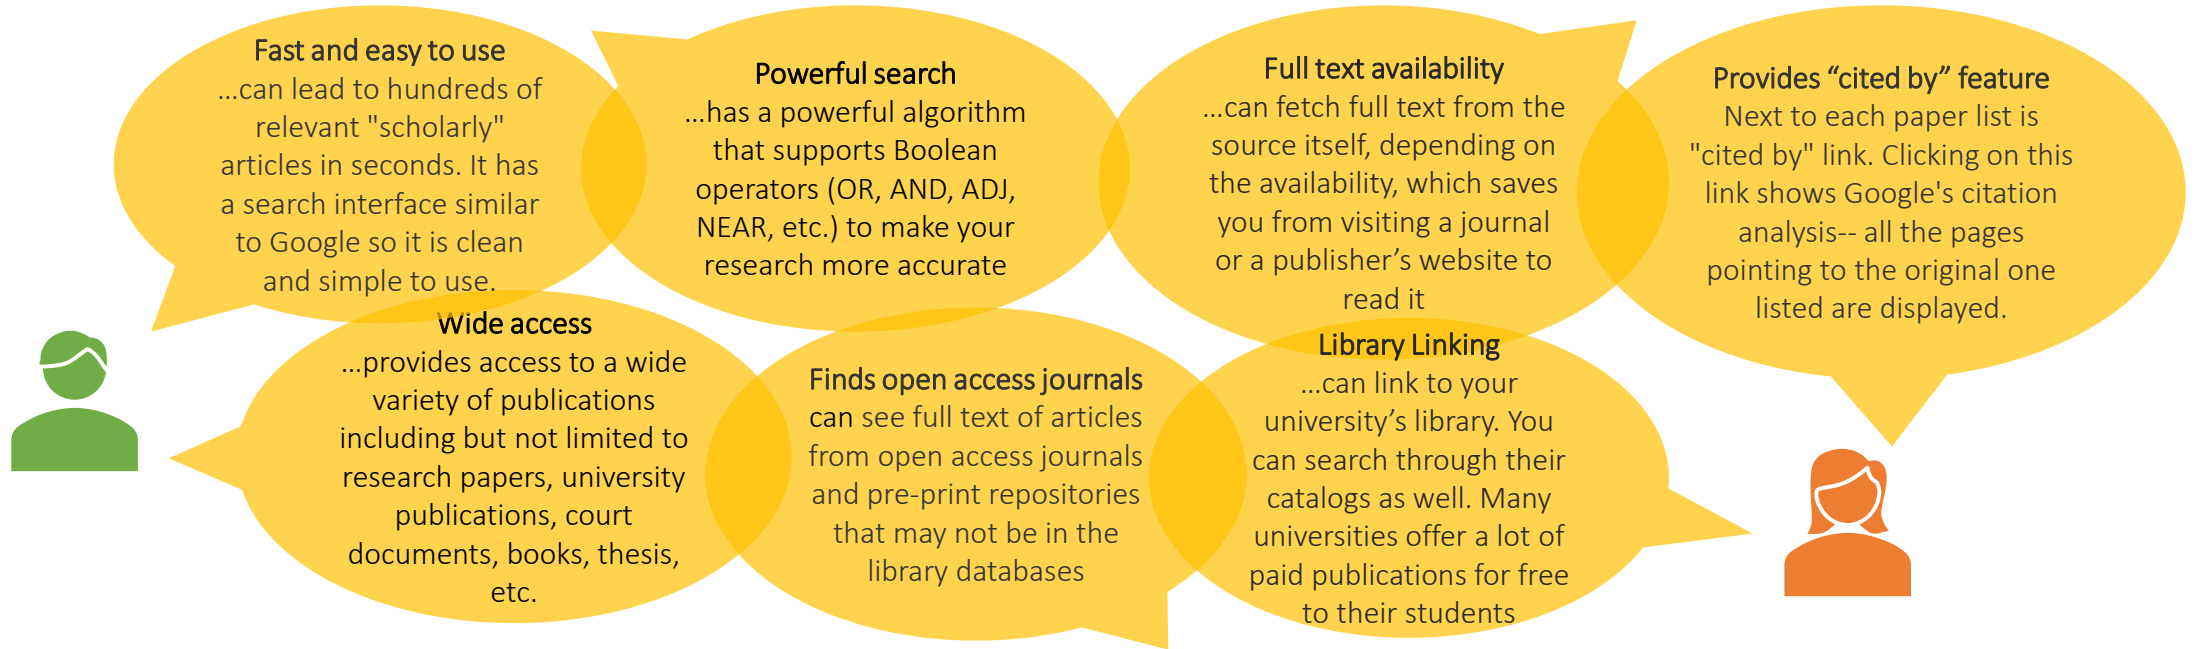 Fast and easy to use
...can lead to hundreds of
relevant "scholarly"
articles in seconds. It has
a search interface similar
to Google so it is clean
and simple to use.
Powerful search
...has a powerful algorithm
that supports Boolean
operators (OR, AND, ADJ,
NEAR, etc.) to make your
research more accurate
Full text availability
...can fetch full text from the
source itself, depending on
the availability, which saves
you from visiting a journal
or a publisher’s website to
read it
Provides “cited by” feature
Next to each paper list is
"cited by" link. Clicking on this
link shows Google's citation
analysis-- all the pages
pointing to the original one
listed are displayed.
Wide access
...provides access to a wide
variety of publications
including but not limited to
research papers, university
publications, court
documents, books, thesis,
etc.
Finds open access journals
can see full text of articles
from open access journals
and pre-print repositories
that may not be in the
library databases
Library Linking
...can link to your
university’s library. You
can search through their
catalogs as well. Many
universities offer a lot of
paid publications for free
to their students